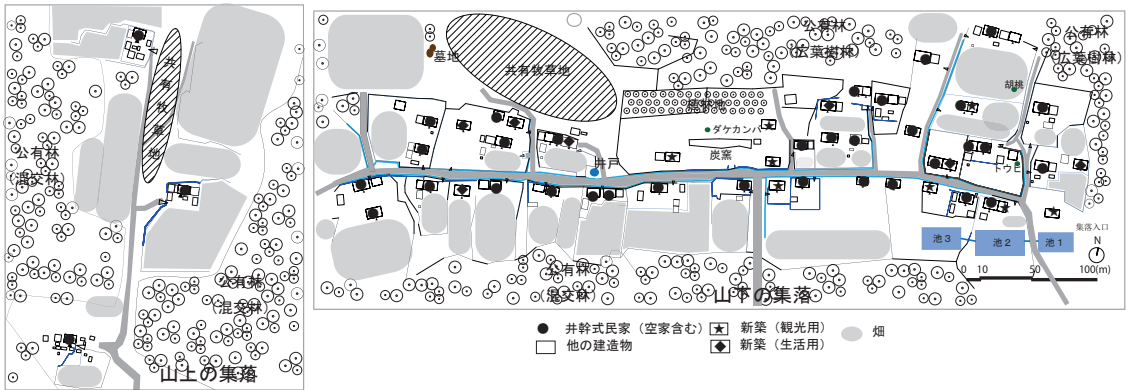 共有牧草地
公有林
（混交林）
公有林
（混交林）
山上の集落
墓地
共有牧草地
公有林
（広葉樹林）
公有林
（広葉樹林）
胡桃
ダケカンバ
炭窯
井戸
トウヒ
集落入口
池3
池2
池1
N
0 10 50 100(m)
公有林
（混交林）
山下の集落
井幹式民家（空家含む）
新築（観光用）
畑
他の建造物
新築（生活用）